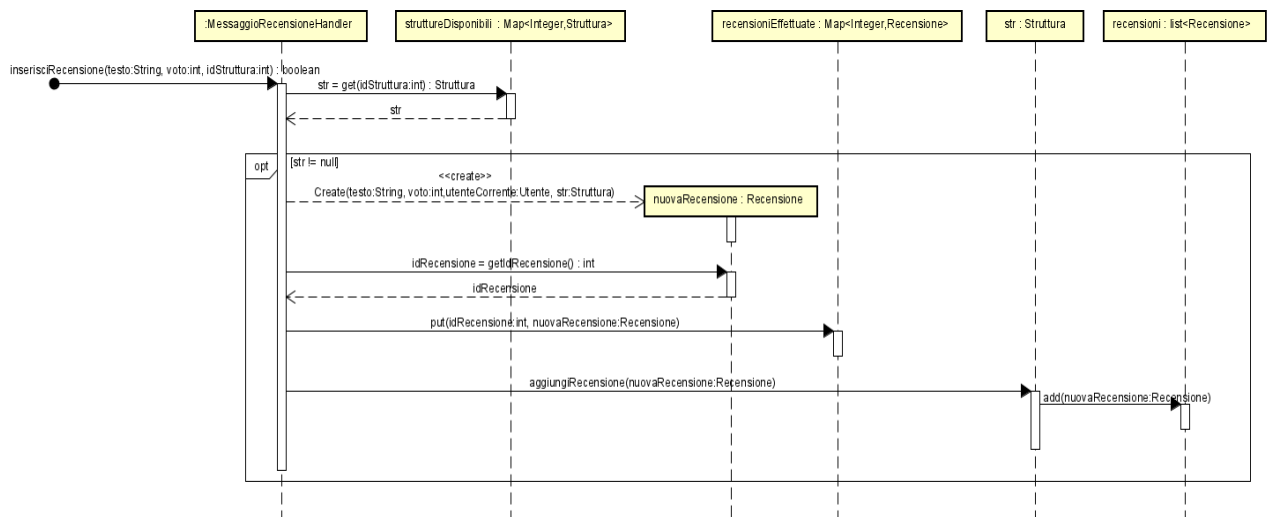 :MessaggioRecensioneHandler
struttureDisponibili : Map<Integer,Struttura>
recensioniEffettuate : Map<Integer,Recensione>
str : Struttura
recensioni : list<Recensione>
inserisciRecensione(testo:String, voto:int, idStruttura:int) : boolean
str = get(idStruttura:int) : Struttura
str
opt
[str != null]
<<create>>
Create(testo:String, voto:int,utenteCorrente:Utente, str:Struttura)
nuovaRecensione : Recensione
idRecensione = getIdRecensione() : int
idRecensione
put(idRecensione:int, nuovaRecensione:Recensione)
aggiungiRecensione(nuovaRecensione:Recensione)
add(nuovaRecensione:Recensione)